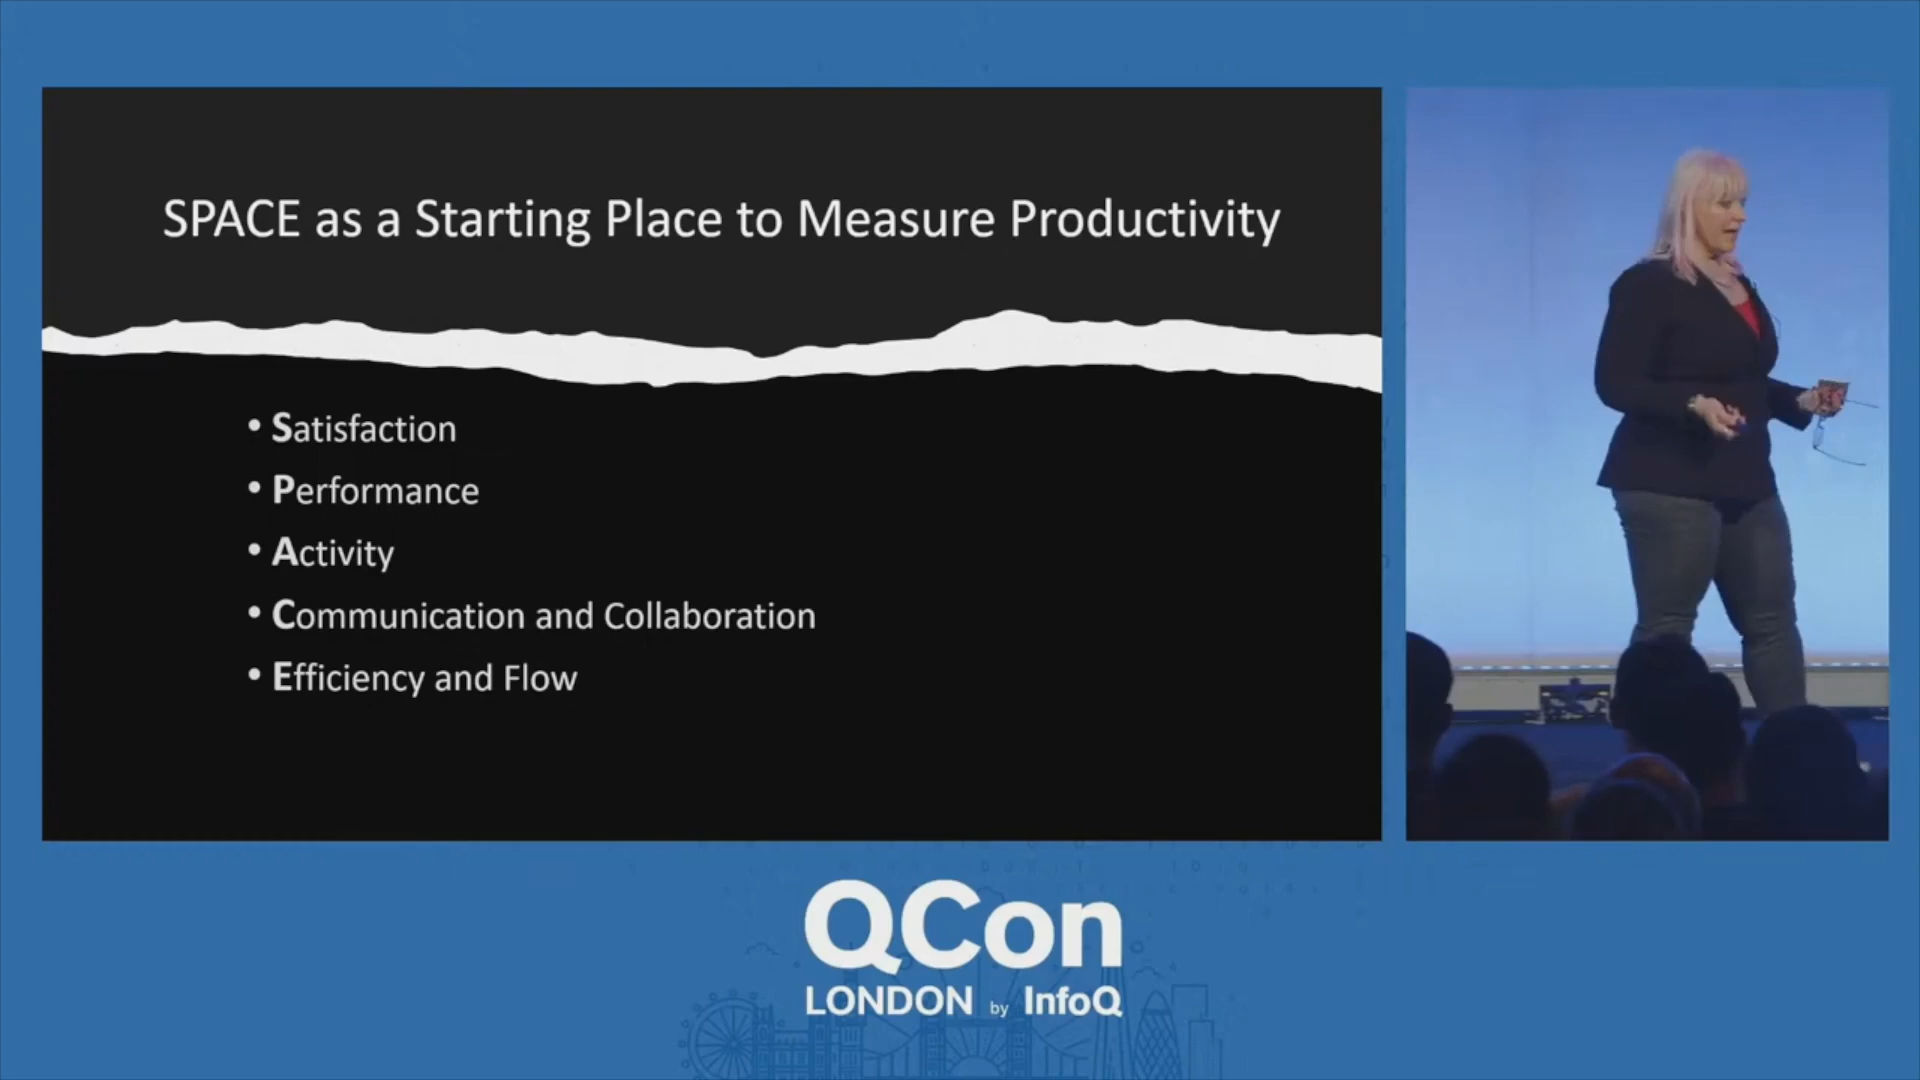 SPACE as a Starting Place to Measure Productivity
• Satisfaction
• Performance
• Activity
• Communication and Collaboration
• Efficiency and Flow
QCon
LONDON by InfoQ